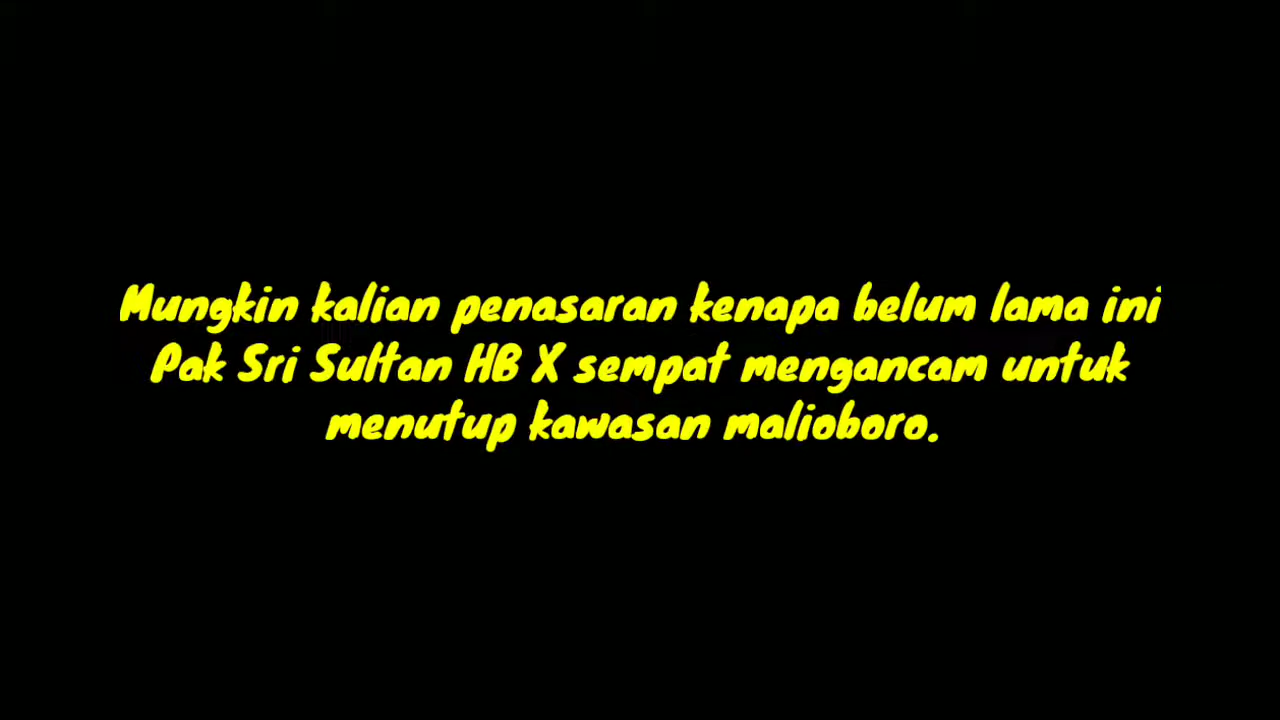 Mungkin kalian penasaran kenapa belum lama ini
Pak Sri Sultan HB X sempat mengancam untuk
menutup kawasan malioboro.